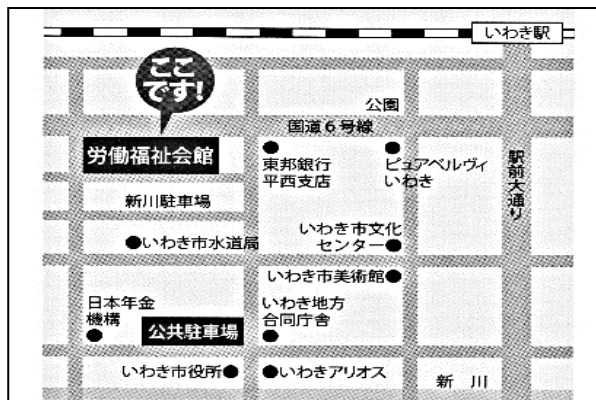 いわき駅
ここ
です!
公園
国道６号線
労働福祉会館
東邦銀行
平西支店
ピュアベルヴィ
いわき
駅前大通り
新川駐車場
いわき市水道局
いわき市文化
センター
いわき市美術館
日本年金
機構
公共駐車場
いわき地方
合同庁舎
いわき市役所
いわきアリオス
新 川